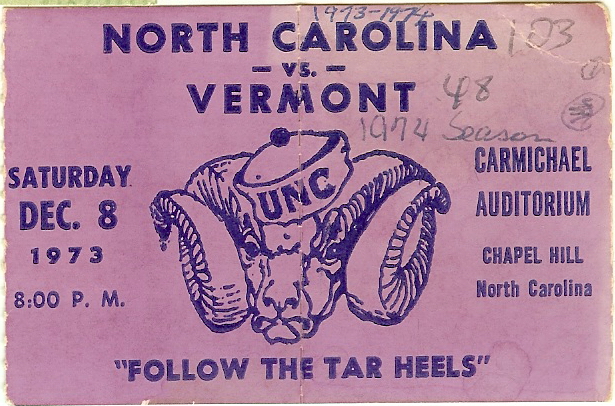 1973-1974
NORTH CAROLINA
103
- VS. -
VERMONT
48
1974 Season
SATURDAY
DEC. 8
1973
8:00 P. M.
UNC
CARMICHAEL
AUDITORIUM
CHAPEL HILL
North Carolina
"FOLLOW THE TAR HEELS"